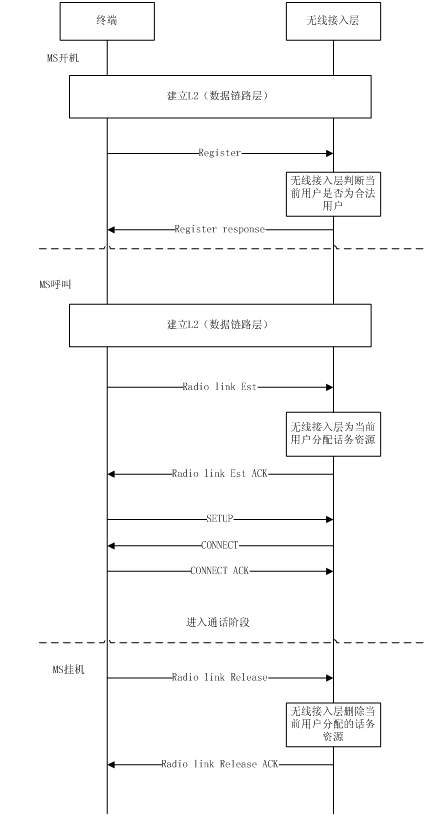 终端
无线接入层
MS开机
建立L2（数据链路层）
Register
无线接入层判断当
前用户是否为合法
用户
Register response
MS呼叫
建立L2（数据链路层）
Radio link Est
无线接入层为当前
用户分配话务资源
Radio link Est ACK
SETUP
CONNECT
CONNECT ACK
进入通话阶段
MS挂机
Radio link Release
无线接入层删除当
前用户分配的话务
资源
Radio link Release ACK